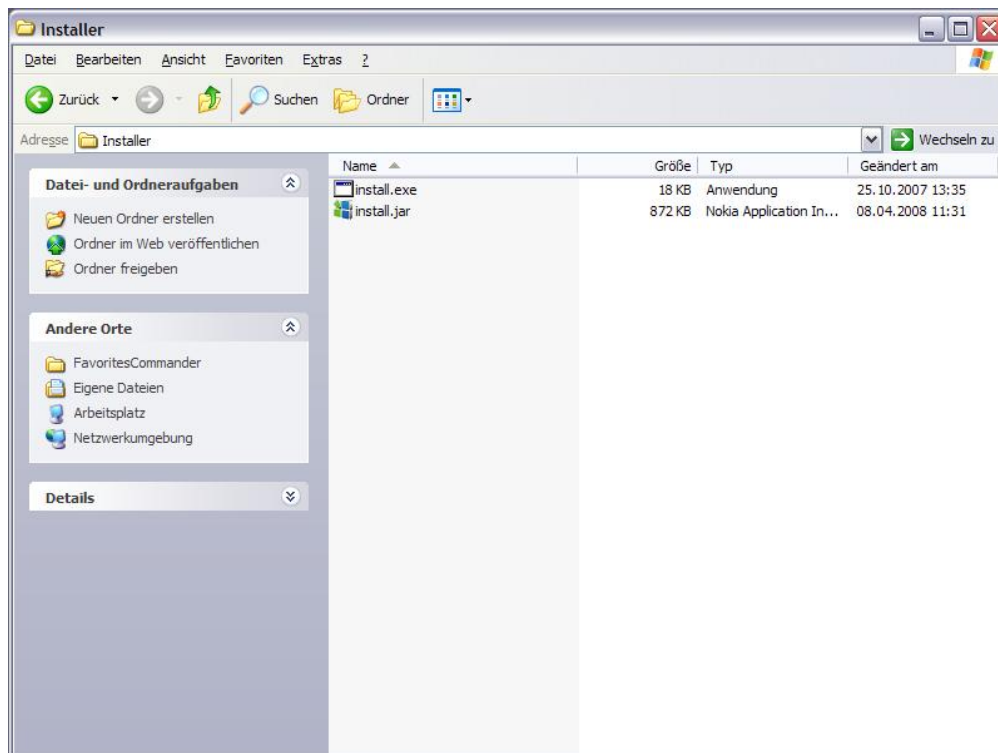 Installer
Datei Bearbeiten Ansicht Favoriten Extras ?
Zurück Suchen Ordner
Adresse Installer Wechseln zu
Name Größe Typ Geändert am
install.exe 18 KB Anwendung 25.10.2007 13:35
install.jar 872 KB Nokia Application In... 08.04.2008 11:31
Datei- und Ordneraufgaben
Neuen Ordner erstellen
Ordner im Web veröffentlichen
Ordner freigeben
Andere Orte
FavoritesCommander
Eigene Dateien
Arbeitsplatz
Netzwerkumgebung
Details